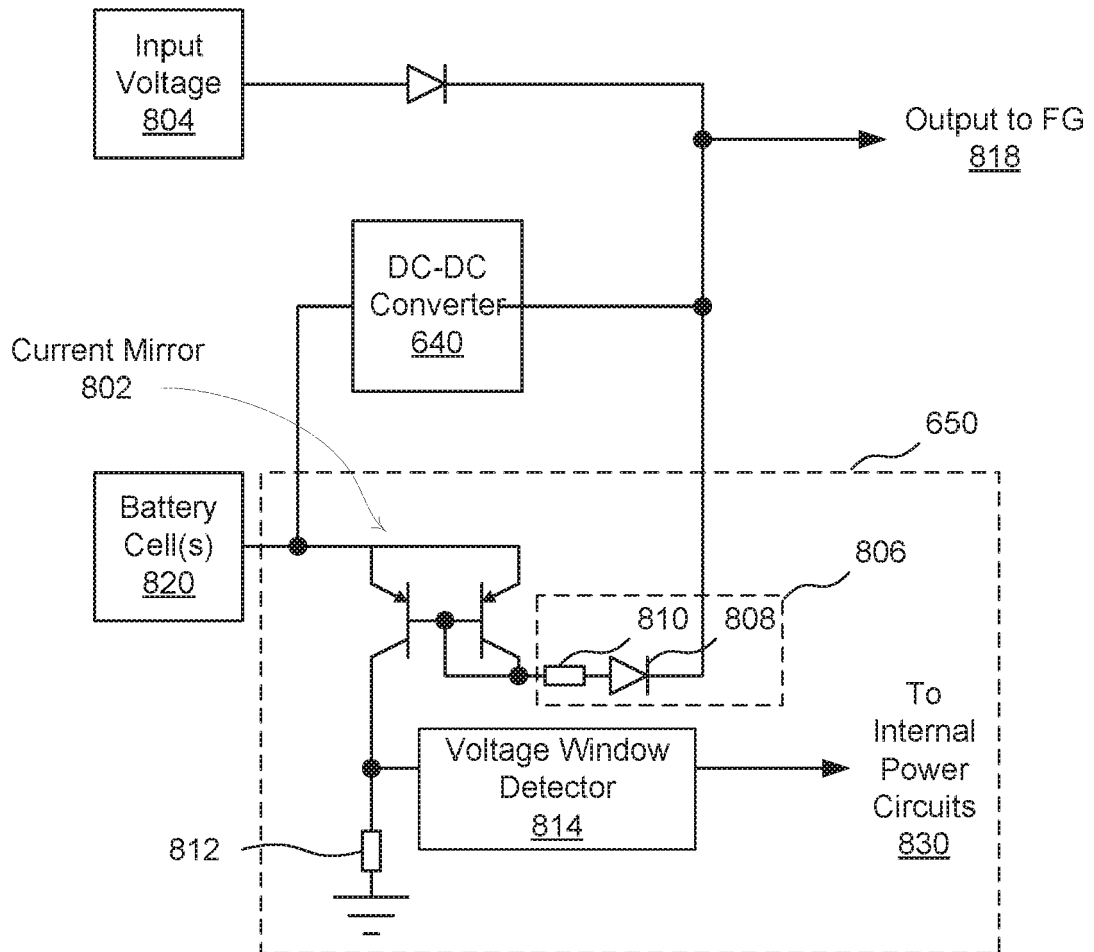 Input
Voltage
804
Output to FG
818
DC-DC
Converter
640
Current Mirror
802
650
Battery
Cell(s)
820
806
810
808
To
Internal
Power
Circuits
830
Voltage Window
Detector
814
812